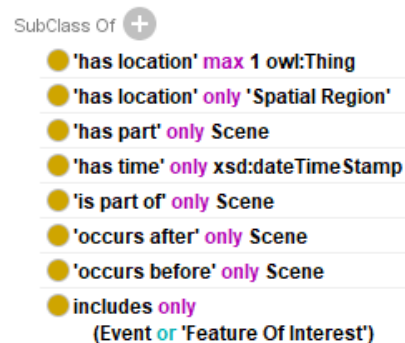 SubClass Of
'has location' max 1 owl:Thing
'has location' only 'Spatial Region'
'has part' only Scene
'has time' only xsd:dateTimeStamp
'is part of' only Scene
'occurs after' only Scene
'occurs before' only Scene
includes only
(Event or 'Feature Of Interest')